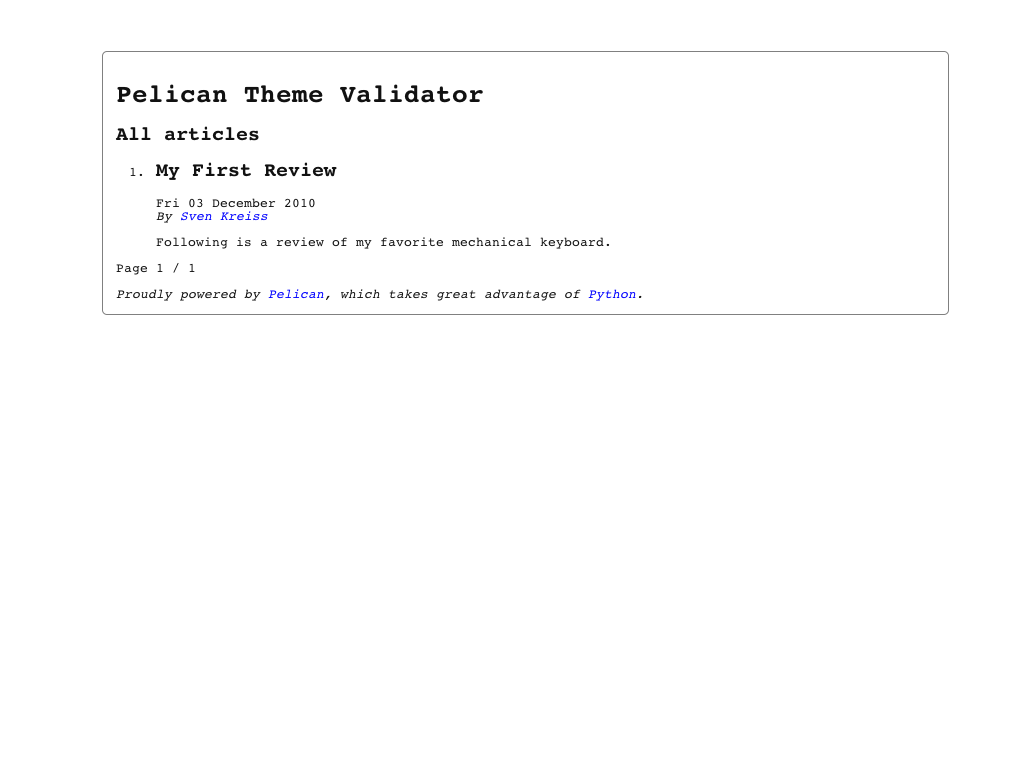 Pelican Theme Validator
All articles
1. My First Review
Fri 03 December 2010
By Sven Kreiss
Following is a review of my favorite mechanical keyboard.
Page 1 / 1
Proudly powered by Pelican, which takes great advantage of Python.